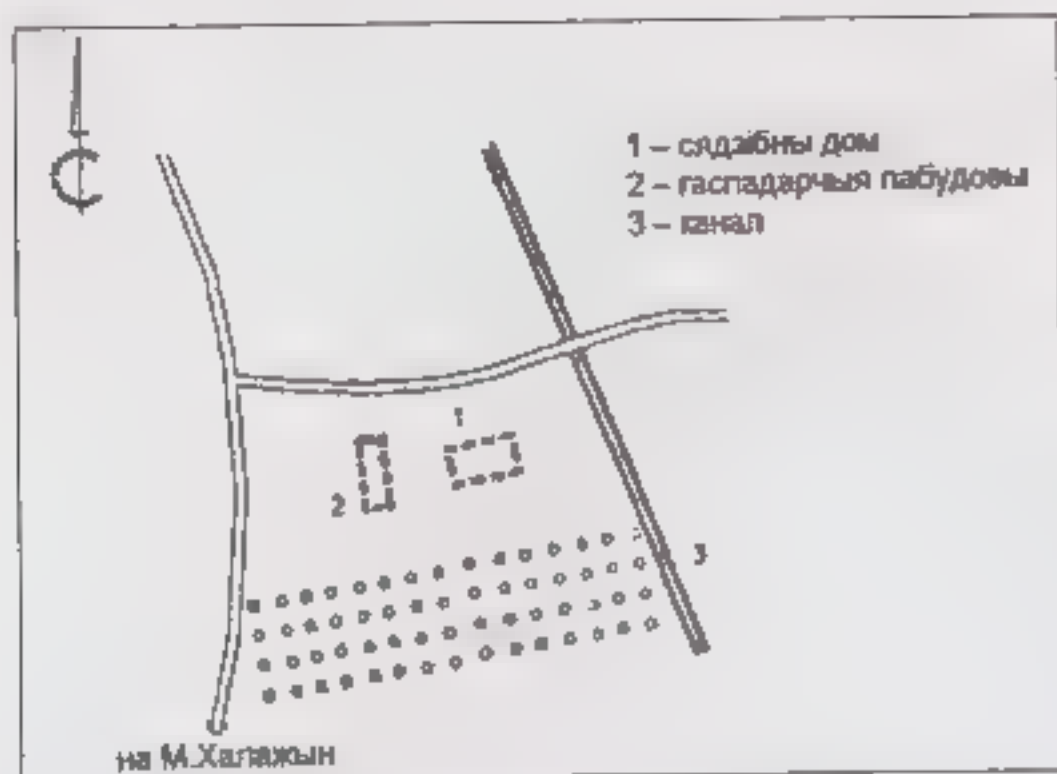 1 – сядзібны дом
2 – гаспадарчыя пабудовы
3 – канал
1
2
3
на М.Халажын